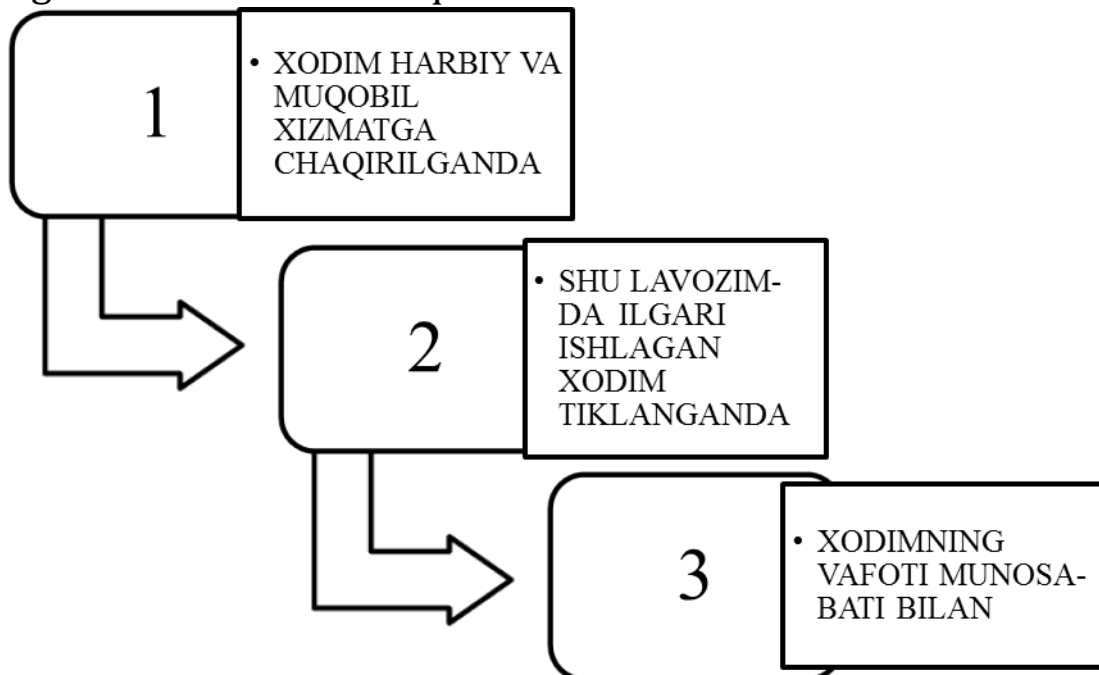 1
• XODIM HARBIY VA
MUQOBIL
XIZMATGA
CHAQIRILGANDA
2
• SHU LAVOZIM-
DA ILGARI
ISHLAGAN
XODIM
TIKLANGANDA
3
• XODIMNING
VAFOTI MUNOSA-
BATI BILAN